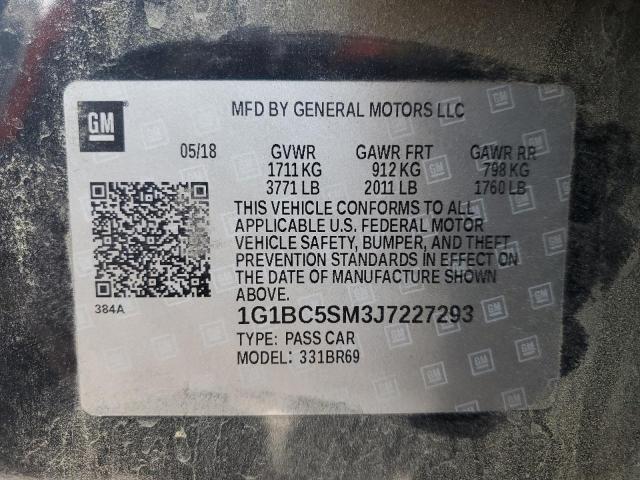 GM
MFD BY GENERAL MOTORS LLC
05/18 GVWR GAWR FRT GAWR RR
1711 KG 912 KG 798 KG
3771 LB 2011 LB 1760 LB
THIS VEHICLE CONFORMS TO ALL
APPLICABLE U.S. FEDERAL MOTOR
VEHICLE SAFETY, BUMPER, AND THEFT
PREVENTION STANDARDS IN EFFECT ON
THE DATE OF MANUFACTURE SHOWN
ABOVE.
384A
1G1BC5SM3J7227293
TYPE: PASS CAR
MODEL: 331BR69